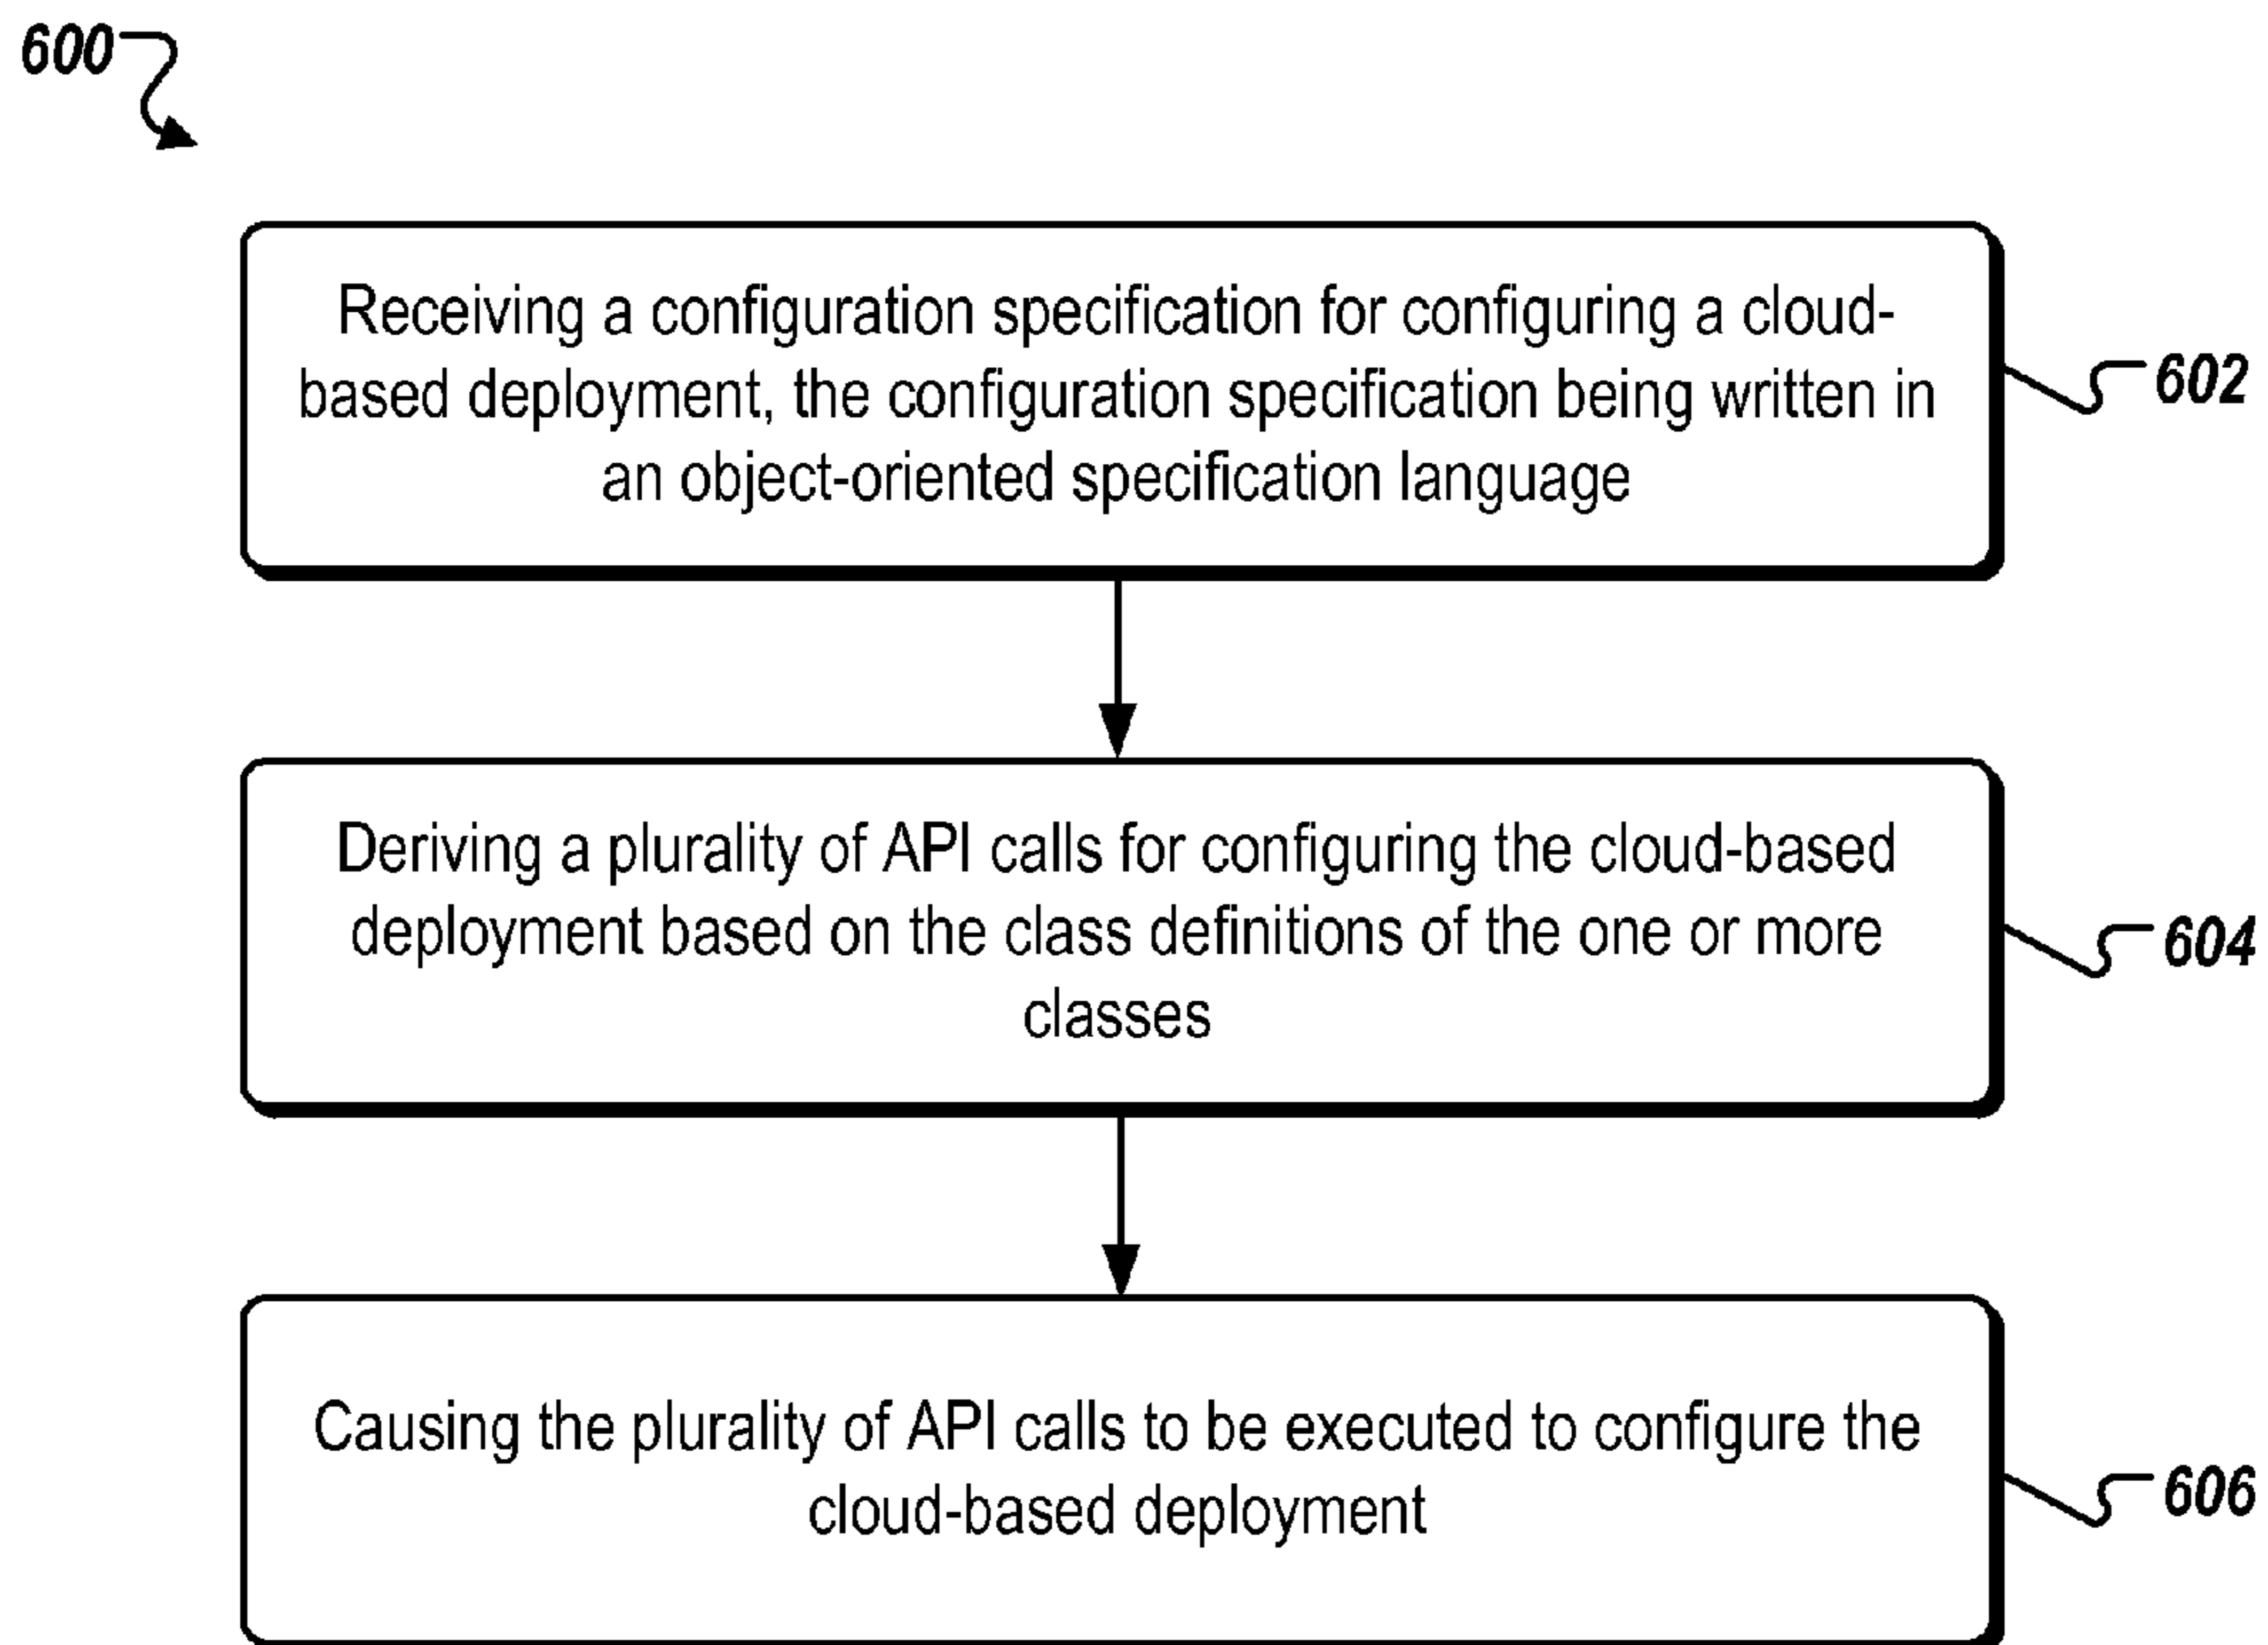 600
Receiving a configuration specification for configuring a cloud-
based deployment, the configuration specification being written in
an object-oriented specification language
602
Deriving a plurality of API calls for configuring the cloud-based
deployment based on the class definitions of the one or more
classes
604
Causing the plurality of API calls to be executed to configure the
cloud-based deployment
606